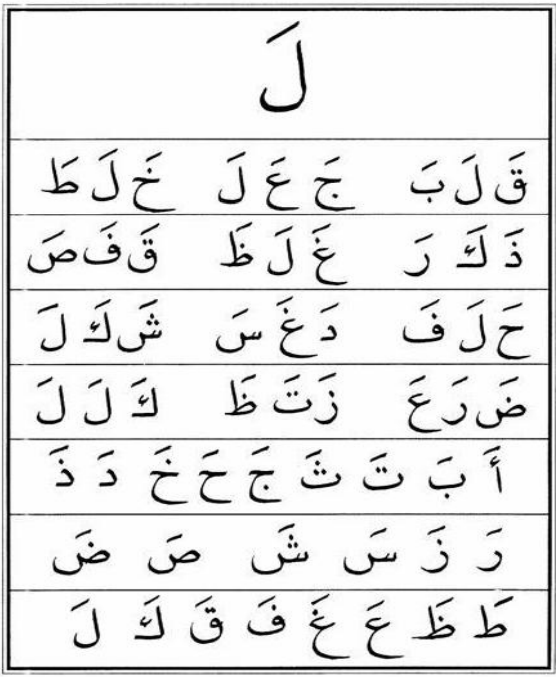 لَ
قَ لَ بَ جَ عَ لَ خَ لَ طَ
ذَ كَ رَ غَ لَ ظَ قَ فَ صَ
حَ لَ فَ دَ غَ سَ شَ كَ لَ
ضَ رَ عَ زَ تَ ظَ كَ لَ لَ
أَ بَ تَ ثَ جَ حَ خَ دَ ذَ
رَ زَ سَ شَ صَ ضَ
طَ ظَ عَ غَ فَ قَ كَ لَ